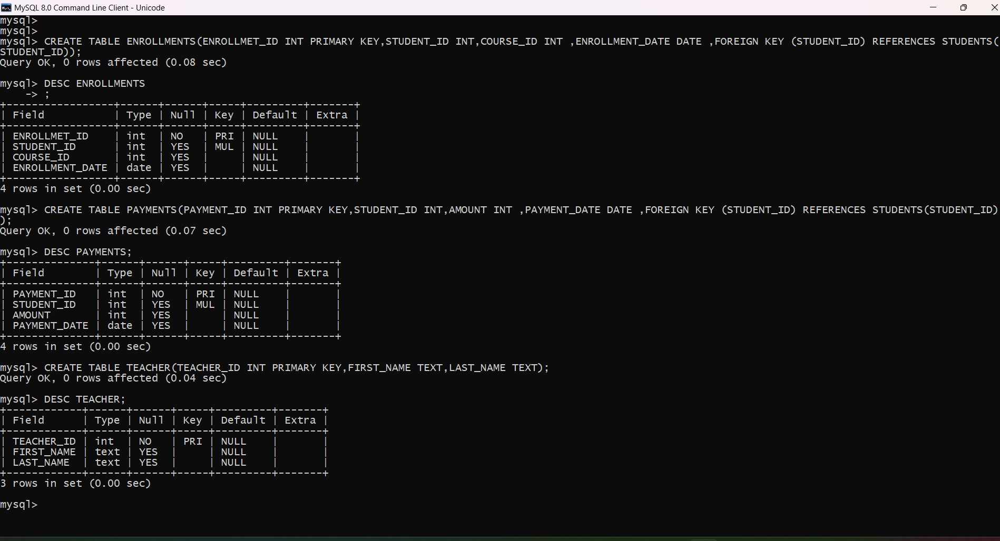 MySQL 8.0 Command Line Client - Unicode
mysql>
mysql>
mysql> CREATE TABLE ENROLLMENTS(ENROLLMET_ID INT PRIMARY KEY,STUDENT_ID INT,COURSE_ID INT ,ENROLLMENT_DATE DATE ,FOREIGN KEY (STUDENT_ID) REFERENCES STUDENTS(
STUDENT_ID));
Query OK, 0 rows affected (0.08 sec)
mysql> DESC ENROLLMENTS
    -> ;
+-----------------+------+------+-----+---------+-------+
| Field           | Type | Null | Key | Default | Extra |
+-----------------+------+------+-----+---------+-------+
| ENROLLMET_ID    | int  | NO   | PRI | NULL    |       |
| STUDENT_ID      | int  | YES  | MUL | NULL    |       |
| COURSE_ID       | int  | YES  |     | NULL    |       |
| ENROLLMENT_DATE | date | YES  |     | NULL    |       |
+-----------------+------+------+-----+---------+-------+
4 rows in set (0.00 sec)
mysql> CREATE TABLE PAYMENTS(PAYMENT_ID INT PRIMARY KEY,STUDENT_ID INT,AMOUNT INT ,PAYMENT_DATE DATE ,FOREIGN KEY (STUDENT_ID) REFERENCES STUDENTS(STUDENT_ID)
);
Query OK, 0 rows affected (0.07 sec)
mysql> DESC PAYMENTS;
+--------------+------+------+-----+---------+-------+
| Field        | Type | Null | Key | Default | Extra |
+--------------+------+------+-----+---------+-------+
| PAYMENT_ID   | int  | NO   | PRI | NULL    |       |
| STUDENT_ID   | int  | YES  | MUL | NULL    |       |
| AMOUNT       | int  | YES  |     | NULL    |       |
| PAYMENT_DATE | date | YES  |     | NULL    |       |
+--------------+------+------+-----+---------+-------+
4 rows in set (0.00 sec)
mysql> CREATE TABLE TEACHER(TEACHER_ID INT PRIMARY KEY,FIRST_NAME TEXT,LAST_NAME TEXT);
Query OK, 0 rows affected (0.04 sec)
mysql> DESC TEACHER;
+------------+------+------+-----+---------+-------+
| Field      | Type | Null | Key | Default | Extra |
+------------+------+------+-----+---------+-------+
| TEACHER_ID | int  | NO   | PRI | NULL    |       |
| FIRST_NAME | text | YES  |     | NULL    |       |
| LAST_NAME  | text | YES  |     | NULL    |       |
+------------+------+------+-----+---------+-------+
3 rows in set (0.00 sec)
mysql>